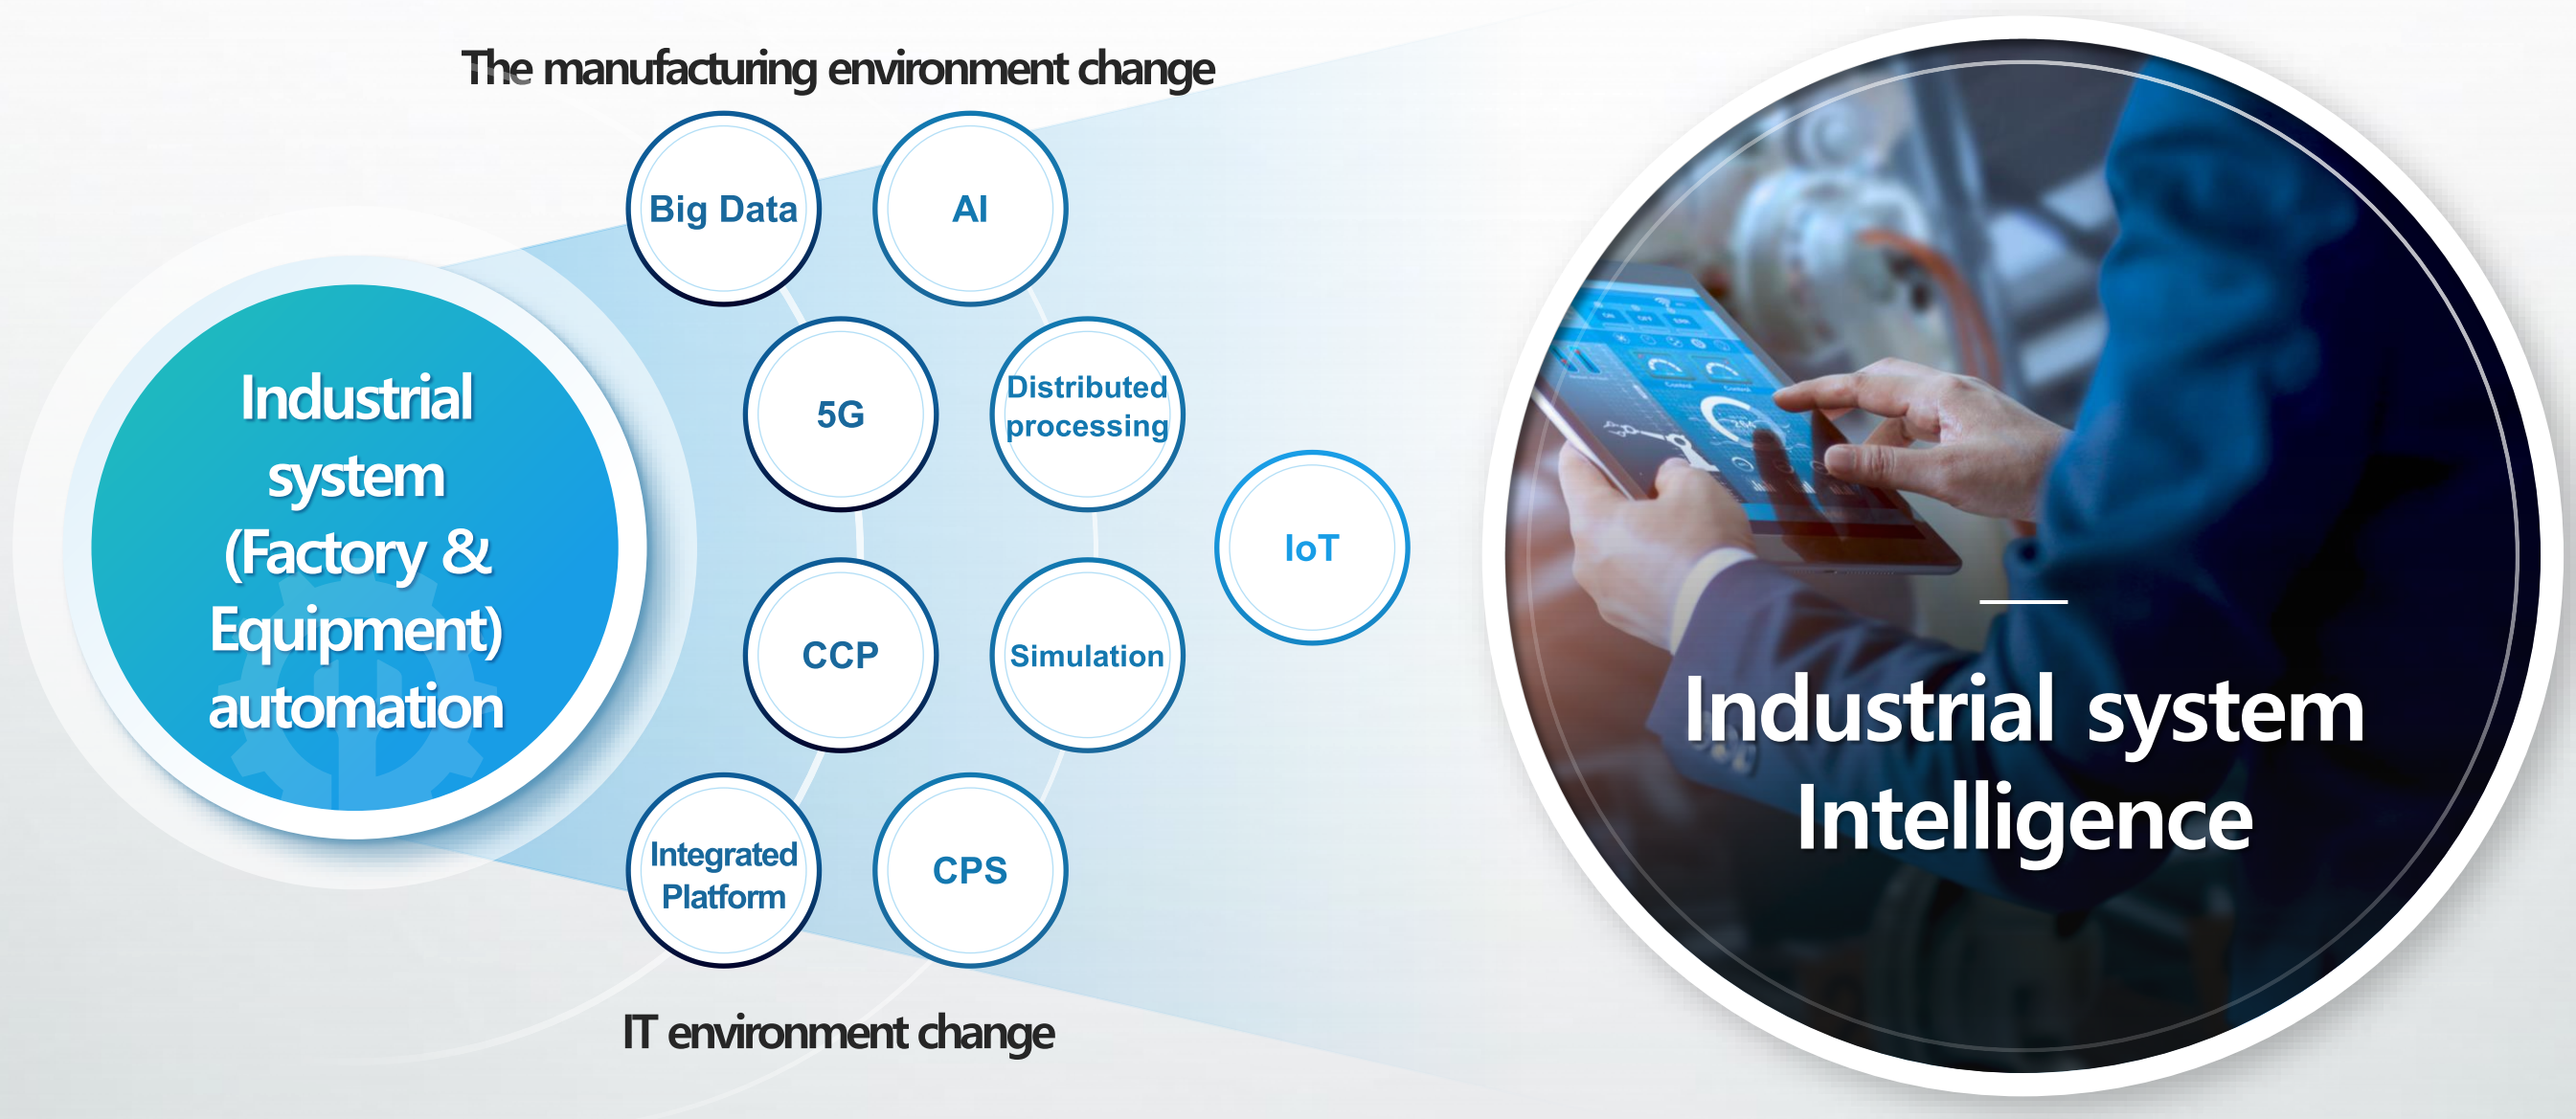 The manufacturing environment change
Big Data
AI
5G
Distributed
processing
IoT
Industrial
system
(Factory &
Equipment)
automation
CCP
Simulation
Integrated
Platform
CPS
IT environment change
Industrial system
Intelligence